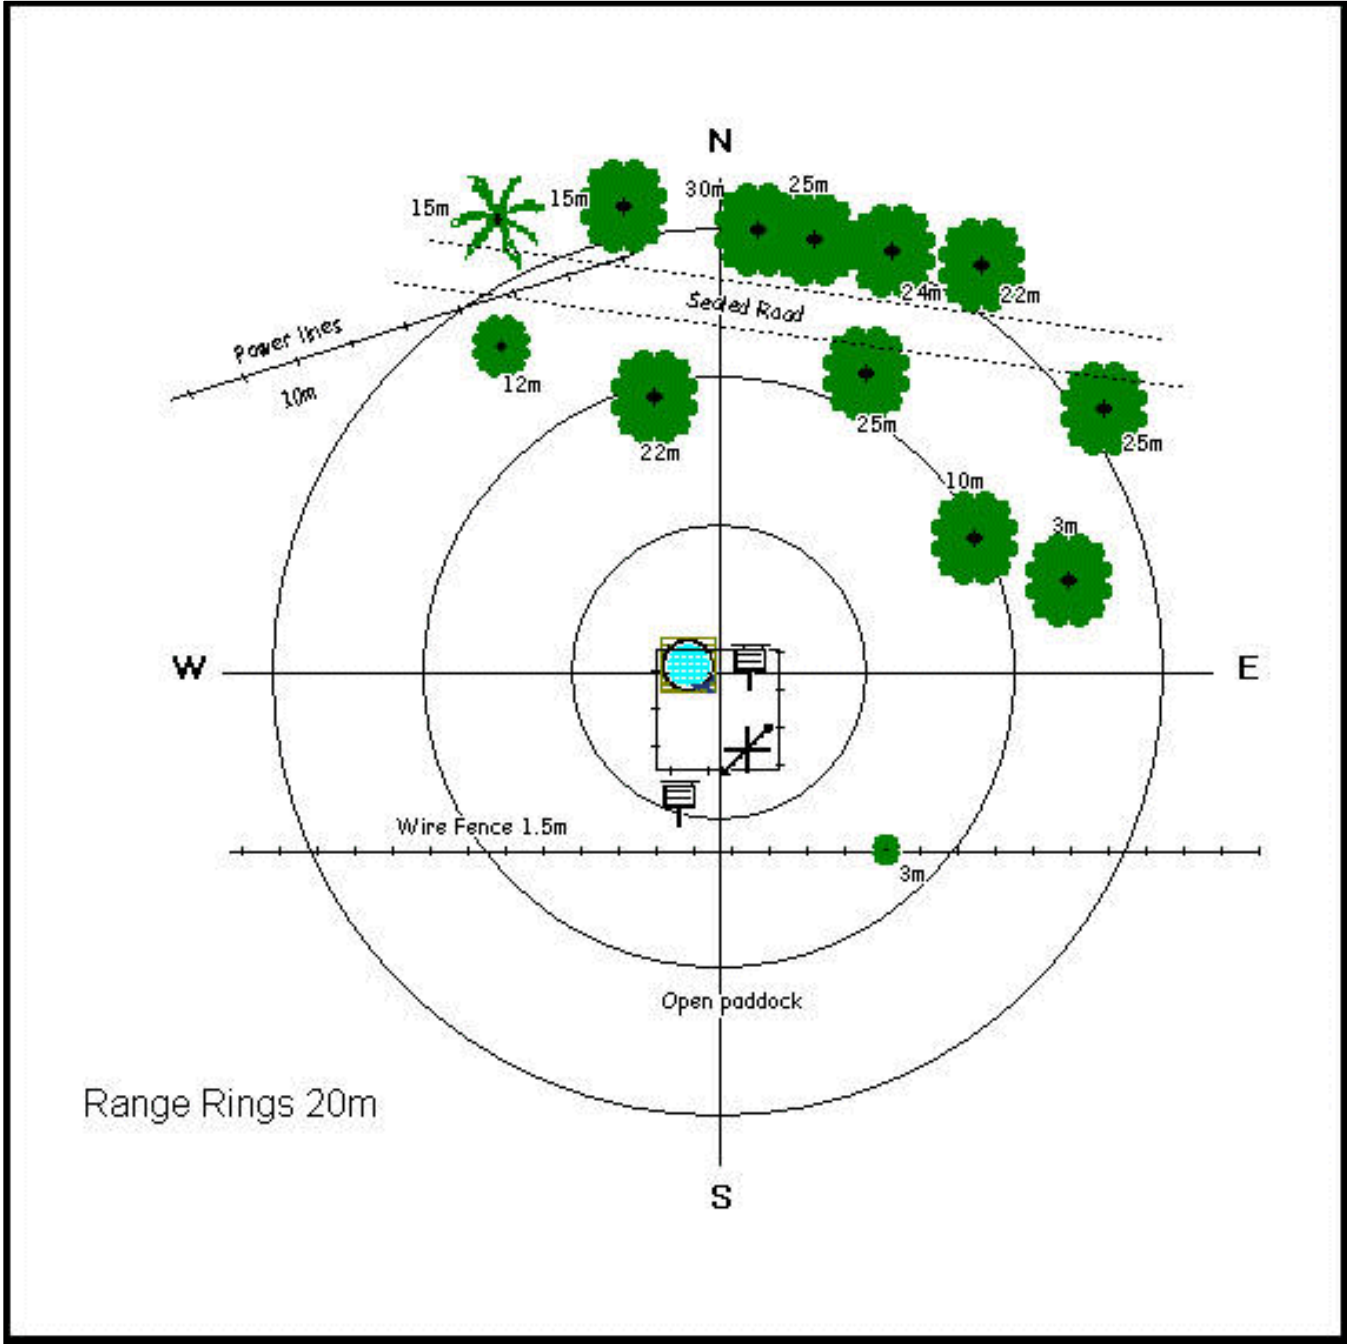 N
15m
15m
30m
25m
24m
22m
Sealed Road
Power lines
10m
12m
22m
25m
25m
10m
3m
W
E
Wire Fence 1.5m
3m
Open paddock
Range Rings 20m
S